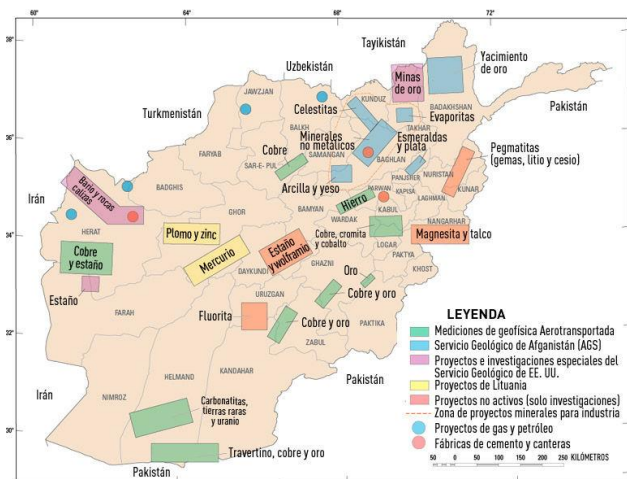 60°
64°
68°
72°
38°
36°
34°
32°
30°
Tayikistán
Uzbekistán
Turkmenistán
Yacimiento
de oro
Minas
de oro
Pakistán
JAWZJAN
KUNDUZ
BADAKHSHAN
BALKH
TAKHAR
Celestitas
Evaporitas
Minerales
no metálicos
Esmeraldas
y plata
Cobre
FARYAB
SAR-E- PUL
SAMANGAN
BAGHLAN
Pegmatitas
(gemas, litio y cesio)
Arcilla y yeso
PANJSHER
NURISTAN
KUNAR
Irán
Bario y rocas
calizas
BADGHIS
Hierro
PARWAN
KAPISA
LAGHMAN
BAMYAN
WARDAK
KABUL
NANGARHAR
HERAT
GHOR
Plomo y zinc
Cobre, cromita
y cobalto
LOGAR
Magnesita y talco
Cobre
y estaño
Mercurio
Estaño
y wolframio
PAKTYA
KHOST
DAYKUNDI
GHAZNI
Oro
Estaño
URUZGAN
Cobre y oro
FARAH
Fluorita
Cobre y oro
PAKTIKA
ZABUL
Pakistán
Irán
NIMROZ
HELMAND
KANDAHAR
Carbonatitas,
tierras raras
y uranio
Travertino, cobre y oro
Pakistán
LEYENDA
Mediciones de geofísica Aerotransportada
Servicio Geológico de Afganistán (AGS)
Proyectos e investigaciones especiales del
Servicio Geológico de EE. UU.
Proyectos de Lituania
Proyectos no activos (solo investigaciones)
Zona de proyectos minerales para industria
Proyectos de gas y petróleo
Fábricas de cemento y canteras
50 0 50 100 150 200 250 KILÓMETROS